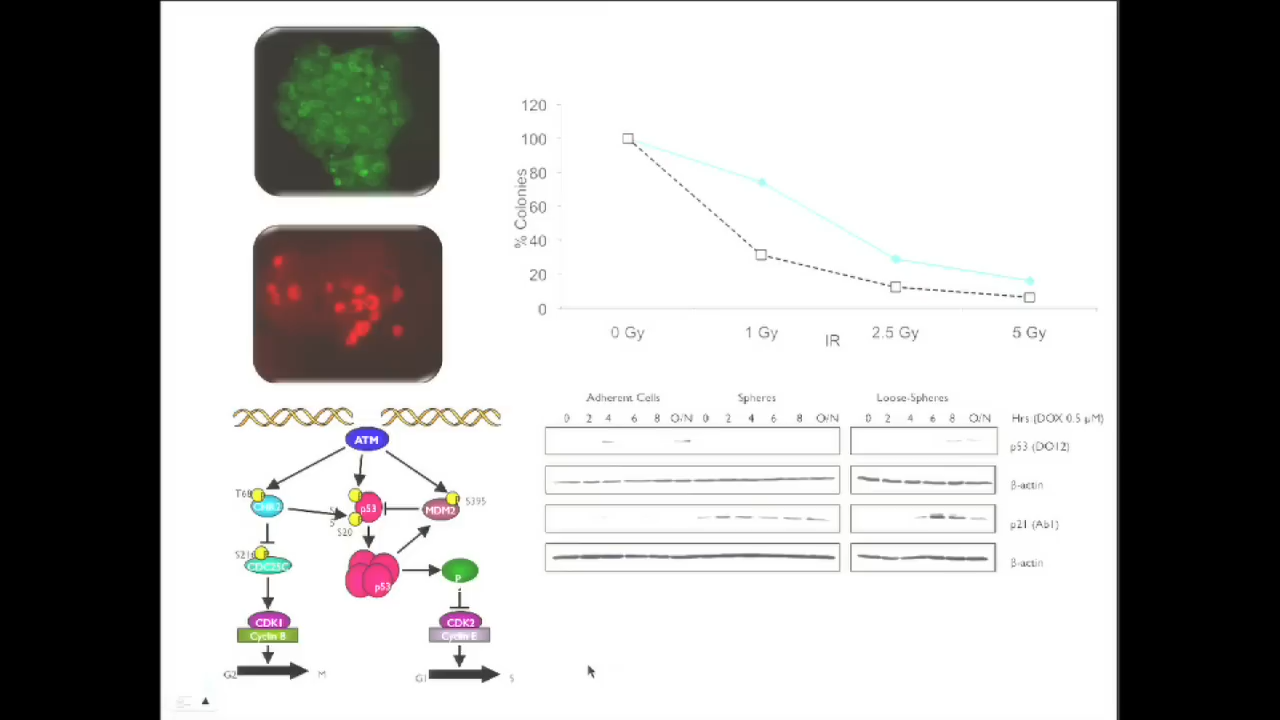 120
100
80
60
40
20
0
% Colonies
0 Gy 1 Gy 2.5 Gy 5 Gy
IR
Adherent Cells Spheres Loose-Spheres
0 2 4 6 8 O/N 0 2 4 6 8 O/N 0 2 4 6 8 O/N Hrs (DOX 0.5 µM)
p53 (DO12)
β-actin
p21 (Ab1)
β-actin
ATM
T68 P
Chk2
p53
P
MDM2
S395
S20
CDC25C
p53
P
CDK1
Cyclin B
CDK2
Cyclin E
G2 M
G1 S